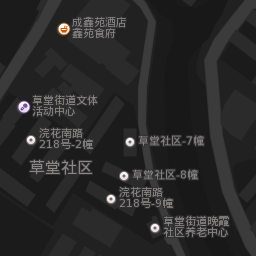 成鑫苑酒店
鑫苑食府
草堂街道文体
活动中心
浣花南路
218号-2幢
草堂社区-7幢
草堂社区
草堂社区-8幢
浣花南路
218号-9幢
草堂街道晚霞
社区养老中心